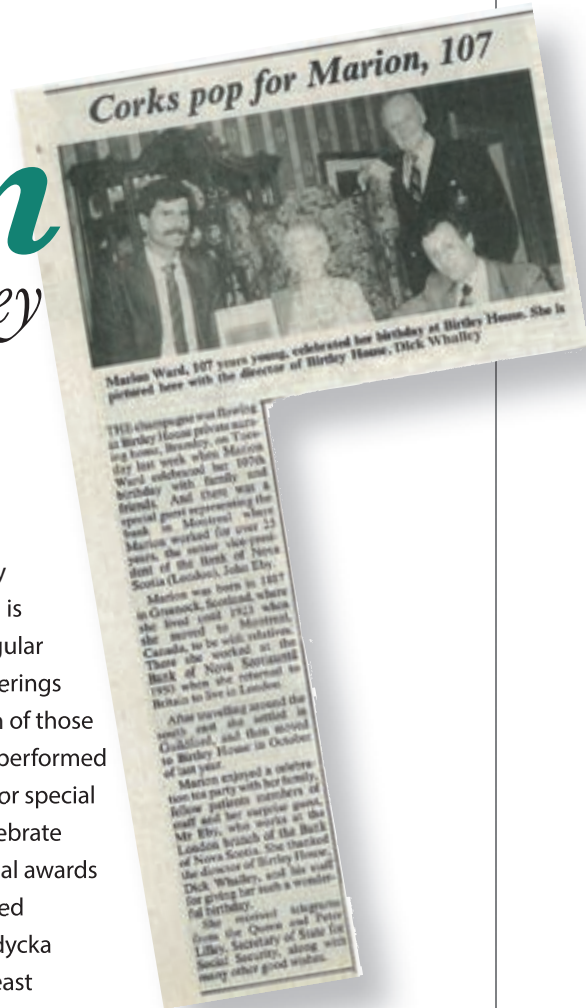 Corks pop for Marion, 107
n
ey
Marion Ward, 107 years young, celebrated her birthday at Birtley House. She is
pictured here with the director of Birtley House, Dick Whalley
THE champagne was flowing
at Birtley House private nurs-
ing home, Bramley, on Tues-
day last week when Marion
Ward celebrated her 107th
birthday with family and
friends. And there was a
special guest representing the
bank in Montreal where
Marion worked for over 25
years, the senior vice-presi-
dent of the Bank of Nova
Scotia (London), John Eby.
Marion was born in 1887
in Greenock, Scotland, where
she lived until 1923 when
she moved to Montreal,
Canada, to be with relatives.
There she worked at the
Bank of Nova Scotia until
1953 when she returned to
Britain to live in London.
After travelling around the
south east she settled in
Guildford, and then moved
to Birtley House in October
of last year.
Marion enjoyed a celebra-
tion tea party with her family,
fellow patients members of
staff and her surprise guest,
Mr Eby, who works at the
London branch of the Bank
of Nova Scotia. She thanked
the director of Birtley House,
Dick Whalley, and his staff
for giving her such a wonder-
ful birthday.
She received telegrams
from the Queen and Peter
Lilley, Secretary of State for
Social Security, along with
many other good wishes.
y
is
gular
erings
n of those
performed
or special
ebrate
al awards
ed
dycka
east